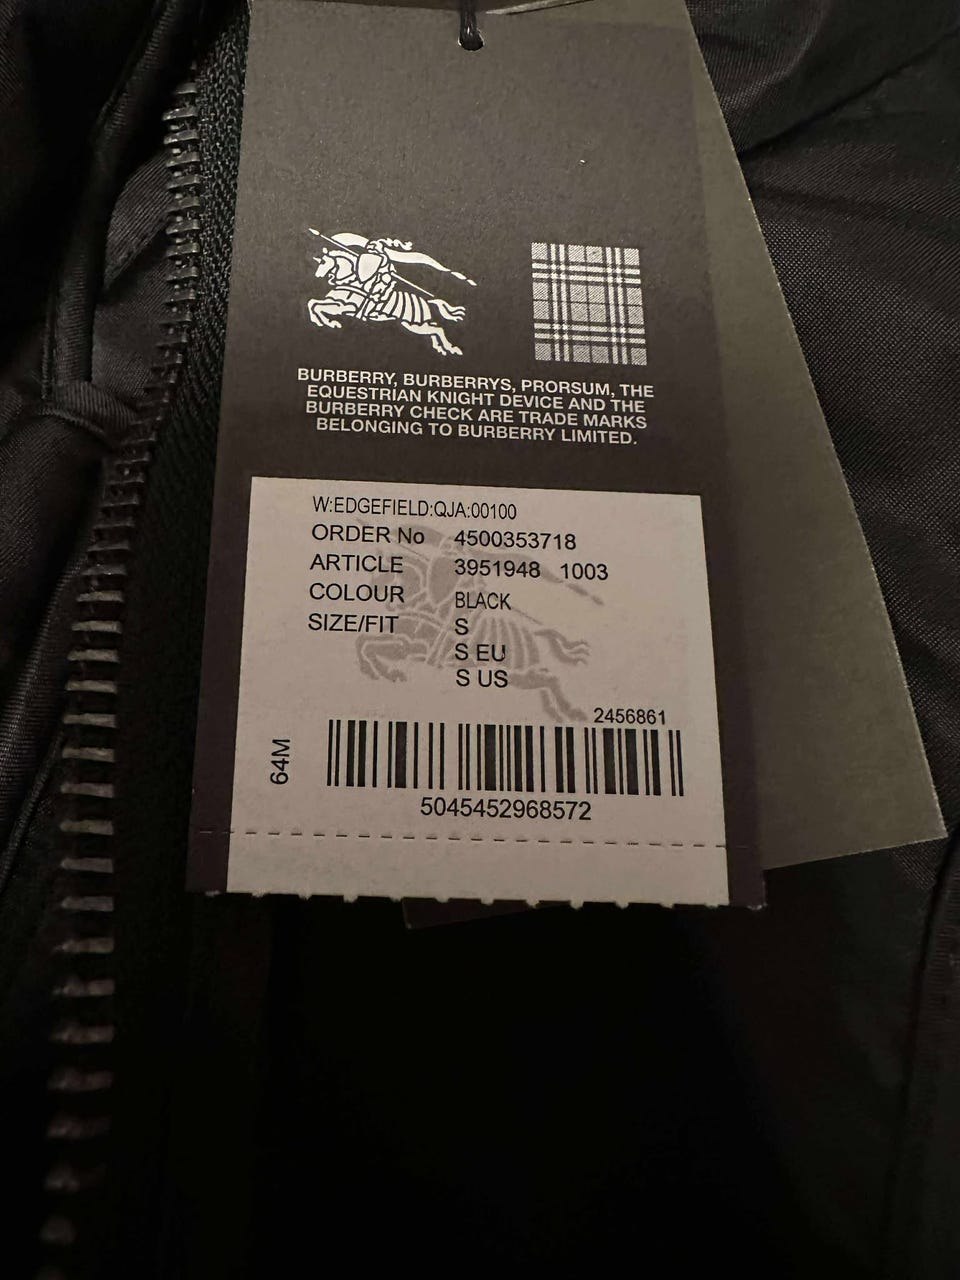 BURBERRY, BURBERRYS, PRORSUM, THE
EQUESTRIAN KNIGHT DEVICE AND THE
BURBERRY CHECK ARE TRADE MARKS
BELONGING TO BURBERRY LIMITED.
W:EDGEFIELD:QJA:00100
ORDER No 4500353718
ARTICLE 3951948 1003
COLOUR BLACK
SIZE/FIT S
S EU
S US
2456861
64M
5045452968572